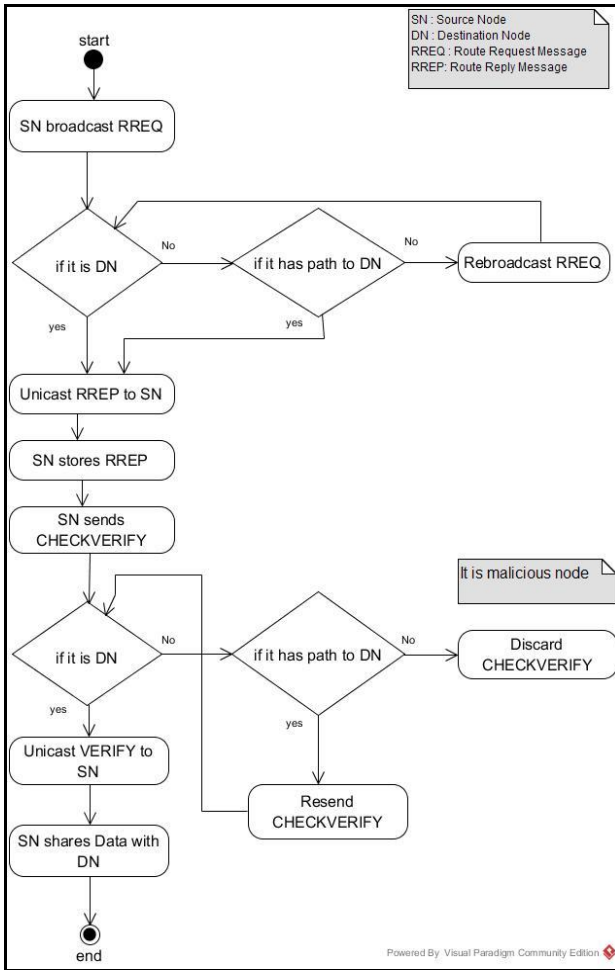 SN : Source Node
DN : Destination Node
RREQ : Route Request Message
RREP: Route Reply Message
start
SN broadcast RREQ
if it is DN
No
if it has path to DN
No
Rebroadcast RREQ
yes
yes
Unicast RREP to SN
SN stores RREP
SN sends
CHECKVERIFY
It is malicious node
if it is DN
No
if it has path to DN
No
Discard
CHECKVERIFY
yes
yes
Unicast VERIFY to
SN
Resend
CHECKVERIFY
SN shares Data with
DN
end
Powered By Visual Paradigm Community Edition